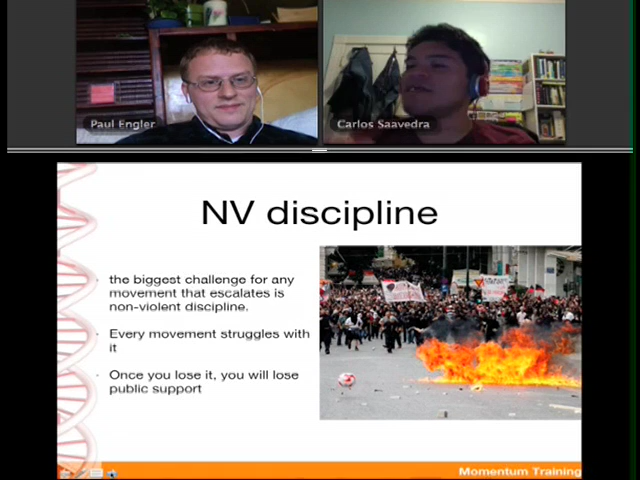 Paul Engler
Carlos Saavedra
NV discipline
the biggest challenge for any
movement that escalates is
non-violent discipline.
Every movement struggles with
it
Once you lose it, you will lose
public support
Momentum Training